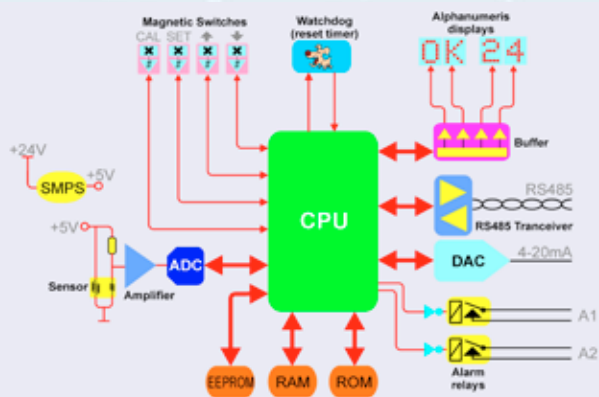 Magnetic Switches
CAL SET
Watchdog
(reset timer)
Alphanumeris
displays
OK 24
Buffer
+24V
SMPS
+5V
CPU
RS485
RS485 Tranceiver
+5V
Sensor
Amplifier
ADC
DAC
4-20mA
A1
A2
Alarm
relays
EEPROM
RAM
ROM